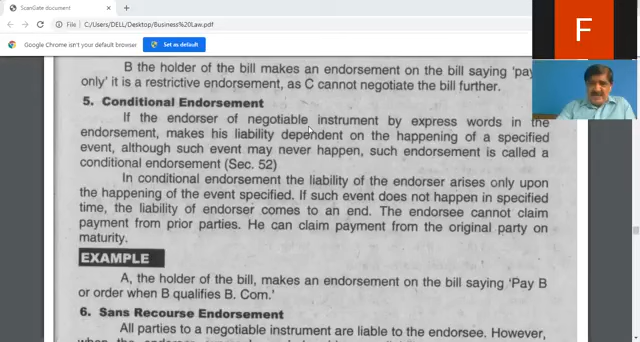 ScanGate document
File | C:/Users/DELL/Desktop/Business%20Law.pdf
Google Chrome isn't your default browser Set as default
F
B the holder of the bill makes an endorsement on the bill saying 'pay
only' it is a restrictive endorsement, as C cannot negotiate the bill further.
5. Conditional Endorsement
If the endorser of negotiable instrument by express words in the
endorsement, makes his liability dependent on the happening of a specified
event, although such event may never happen, such endorsement is called a
conditional endorsement (Sec. 52)
In conditional endorsement the liability of the endorser arises only upon
the happening of the event specified. If such event does not happen in specified
time, the liability of endorser comes to an end. The endorsee cannot claim
payment from prior parties. He can claim payment from the original party on
maturity.
EXAMPLE
A, the holder of the bill, makes an endorsement on the bill saying 'Pay B
or order when B qualifies B. Com.'
6. Sans Recourse Endorsement
All parties to a negotiable instrument are liable to the endorsee. However,
when the